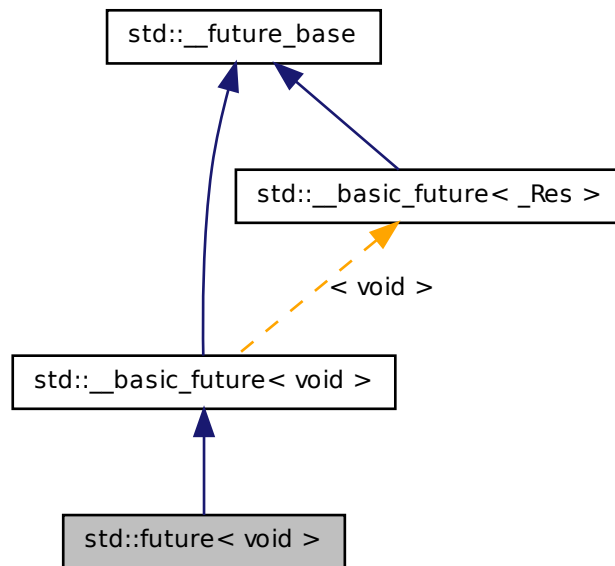 std::__future_base
std::__basic_future< _Res >
< void >
std::__basic_future< void >
std::future< void >